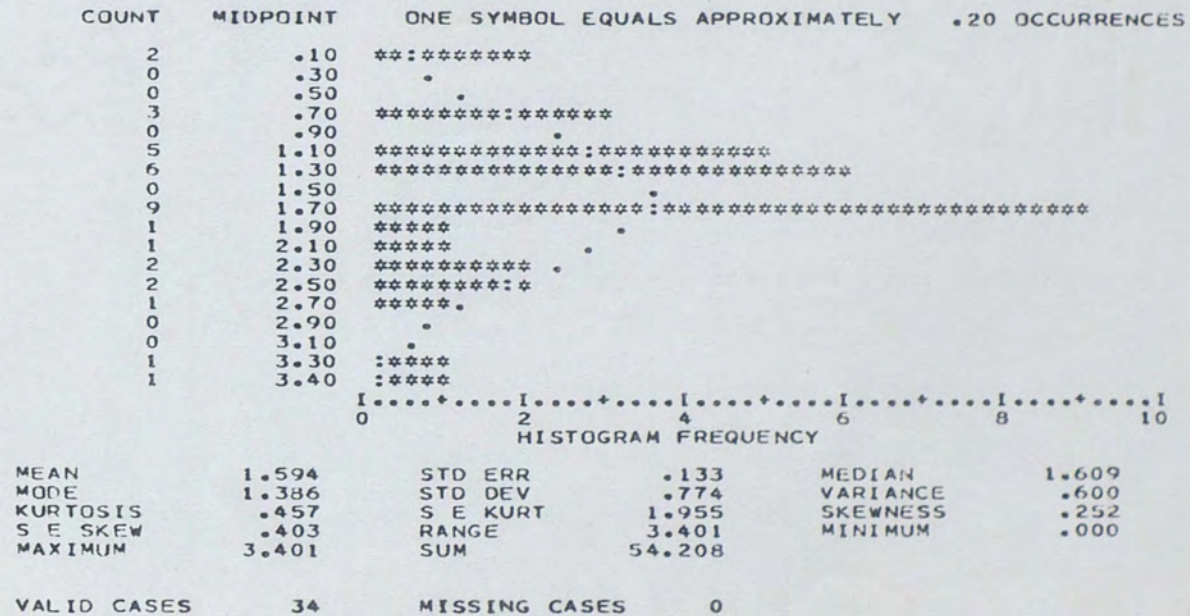 COUNT MIDPOINT ONE SYMBOL EQUALS APPROXIMATELY .20 OCCURRENCES
2 .10 **:*******
0 .30 .
0 .50 .
3 .70 ********:******
0 .90 .
5 1.10 *************:***********
6 1.30 ***************:**************
0 1.50 .
9 1.70 *****************:***************************
1 1.90 ***** .
1 2.10 ***** .
2 2.30 ********** .
2 2.50 ********:*
1 2.70 *****.
0 2.90 .
0 3.10 .
1 3.30 :****
1 3.40 :****
I....+....I....+....I....+....I....+....I....+....I
0 2 4 6 8 10
HISTOGRAM FREQUENCY
MEAN 1.594 STD ERR .133 MEDIAN 1.609
MODE 1.386 STD DEV .774 VARIANCE .600
KURTOSIS .457 S E KURT 1.955 SKEWNESS .252
S E SKEW .403 RANGE 3.401 MINIMUM .000
MAXIMUM 3.401 SUM 54.208
VALID CASES 34 MISSING CASES 0